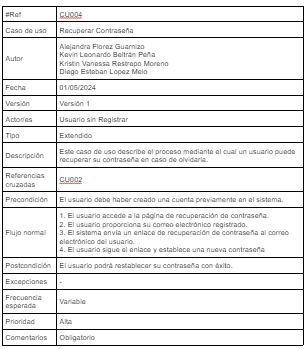 #Ref CU004
Caso de uso Recuperar Contraseña
Autor
Alejandra Florez Guarnizo
Kevin Leonardo Beltrán Peña
Kristin Vanessa Restrepo Moreno
Diego Esteban Lopez Melo
Fecha 01/05/2024
Versión Versión 1
Actor/es Usuario sin Registrar
Tipo Extendido
Descripción
Este caso de uso describe el proceso mediante el cual un usuario puede
recuperar su contraseña en caso de olvidarla.
Referencias
cruzadas
CU002
Precondición El usuario debe haber creado una cuenta previamente en el sistema.
Flujo normal
1. El usuario accede a la página de recuperación de contraseña.
2. El usuario proporciona su correo electrónico registrado.
3. El sistema envía un enlace de recuperación de contraseña al correo
electrónico del usuario.
4. El usuario sigue el enlace y establece una nueva contraseña
Postcondición El usuario podrá restablecer su contraseña con éxito.
Excepciones -
Frecuencia
esperada
Variable
Prioridad Alta
Comentarios Obligatorio